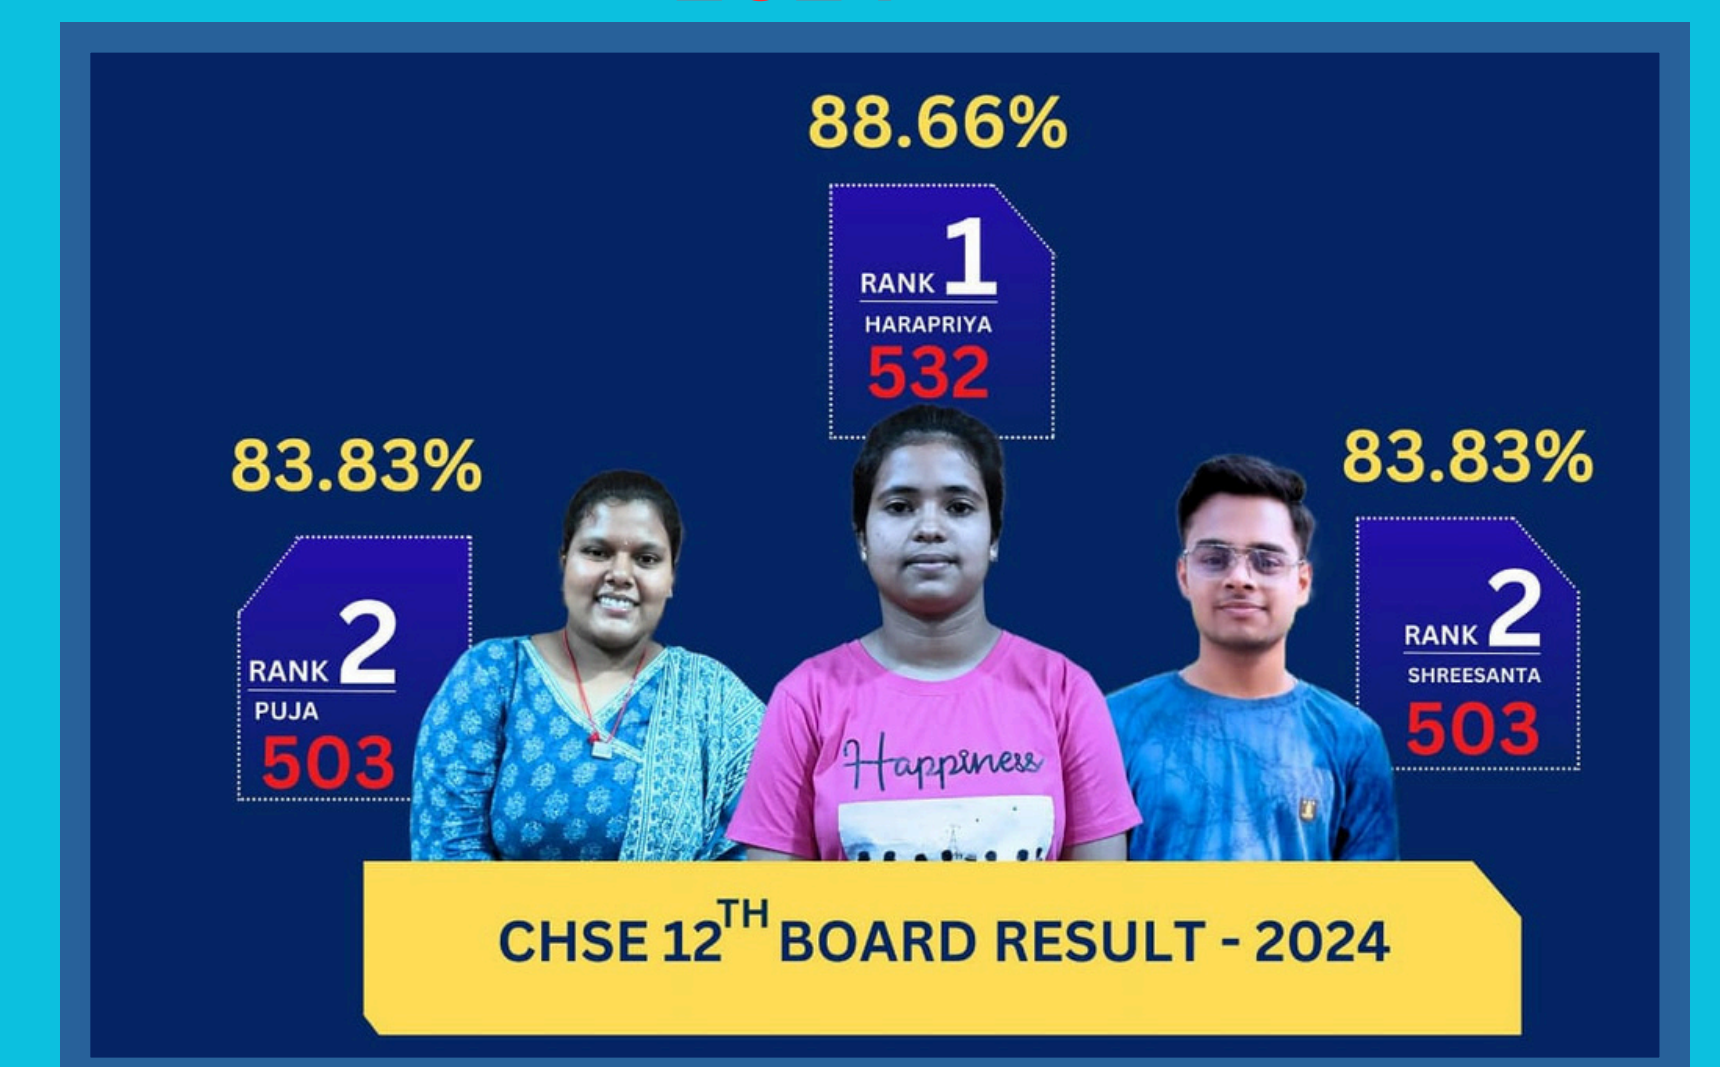 88.66%
RANK 1
HARAPRIYA
532
83.83%
RANK 2
PUJA
503
83.83%
RANK 2
SHREESANTA
503
Happiness
CHSE 12TH BOARD RESULT - 2024